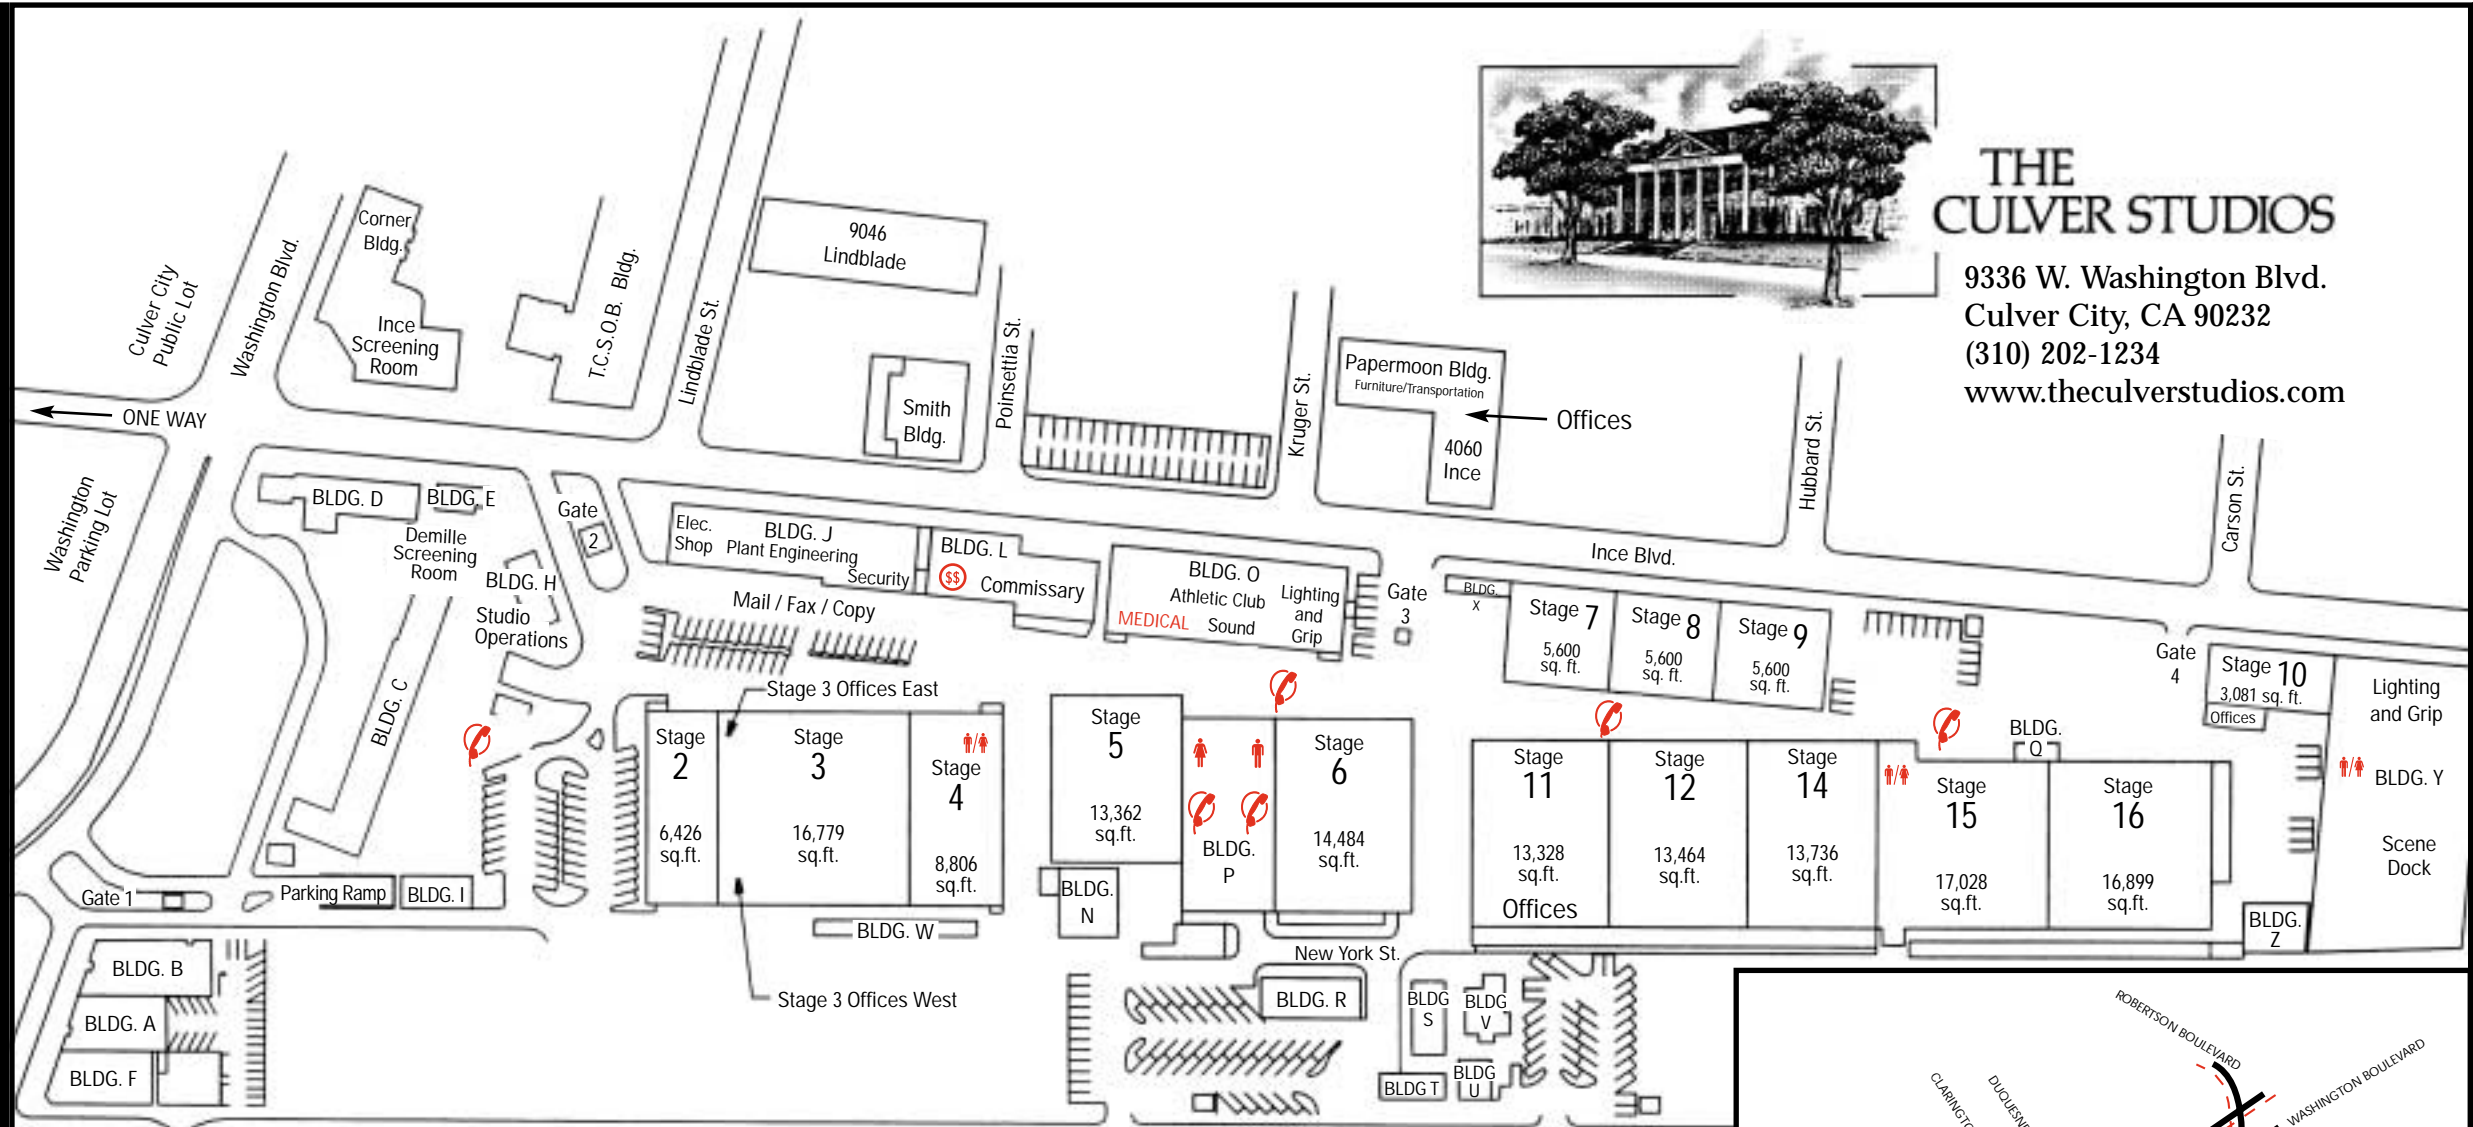 THE
CULVER STUDIOS
9336 W. Washington Blvd.
Culver City, CA 90232
(310) 202-1234
www.theculverstudios.com
Culver City
Public Lot
Washington Blvd.
Corner
Bldg.
Ince
Screening
Room
T.C.S.O.B. Bldg.
Lindblade St.
9046
Lindblade
Smith
Bldg.
Poinsettia St.
Kruger St.
Papermoon Bldg.
Furniture/Transportation
Offices
4060
Ince
Hubbard St.
Carson St.
ONE WAY
Washington
Parking Lot
BLDG. D
BLDG. E
Demille
Screening
Room
BLDG. H
Studio
Operations
Gate
2
Elec.
Shop
BLDG. J
Plant Engineering
Security
BLDG. L
$$
Commissary
Mail / Fax / Copy
BLDG. O
Athletic Club
MEDICAL
Sound
Lighting
and
Grip
Gate
3
Ince Blvd.
BLDG.
X
Stage 7
5,600
sq. ft.
Stage 8
5,600
sq. ft.
Stage 9
5,600
sq. ft.
Gate
4
Stage 10
3,081 sq. ft.
Offices
Lighting
and Grip
BLDG. Y
Scene
Dock
BLDG. C
Stage 3 Offices East
Stage
2
6,426
sq.ft.
Stage
3
16,779
sq.ft.
Stage
4
8,806
sq.ft.
Stage
5
13,362
sq.ft.
BLDG.
P
Stage
6
14,484
sq.ft.
Stage
11
13,328
sq.ft.
Offices
Stage
12
13,464
sq.ft.
Stage
14
13,736
sq.ft.
Stage
15
17,028
sq.ft.
BLDG.
Q
Stage
16
16,899
sq.ft.
BLDG.
Z
Gate 1
Parking Ramp
BLDG. I
BLDG. W
BLDG.
N
New York St.
Stage 3 Offices West
BLDG. B
BLDG. A
BLDG. F
BLDG. R
BLDG
S
BLDG
V
BLDG T
BLDG
U
ROBERTSON BOULEVARD
WASHINGTON BOULEVARD